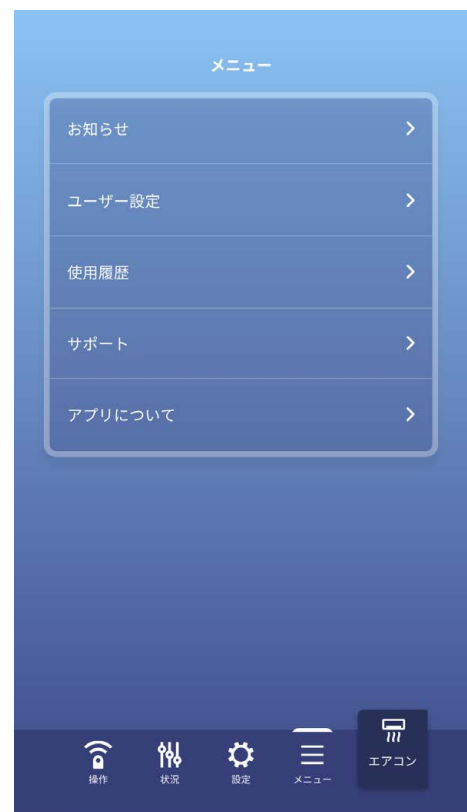 メニュー
お知らせ
ユーザー設定
使用履歴
サポート
アプリについて
操作
状況
設定
メニュー
エアコン